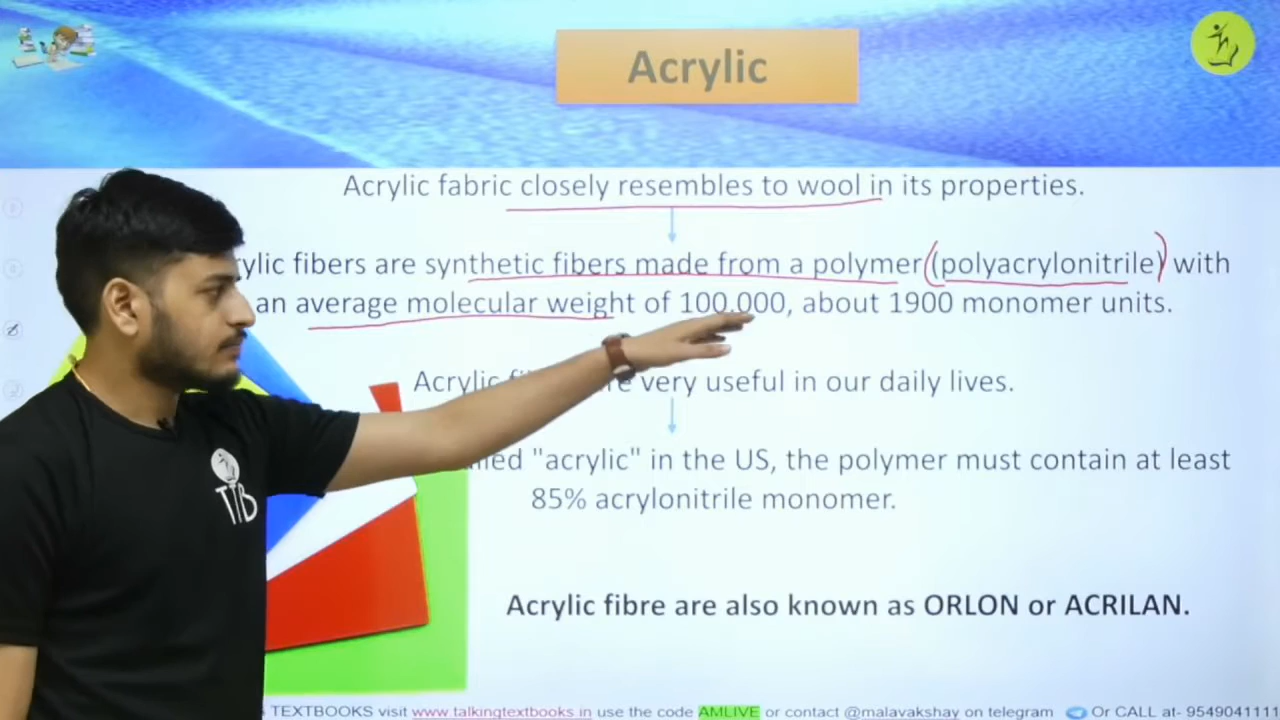 Acrylic
Acrylic fabric closely resembles to wool in its properties.
fibers are synthetic fibers made from a polymer (polyacrylonitrile) with
an average molecular weight of 100,000, about 1900 monomer units.
Acrylic very useful in our daily lives.
"acrylic" in the US, the polymer must contain at least
85% acrylonitrile monomer.
Acrylic fibre are also known as ORLON or ACRILAN.
TTB
TEXTBOOKS visit www.talkingtextbooks.in use the code AMLIVE or contact @malavakshay on telegram Or CALL at- 9549041111